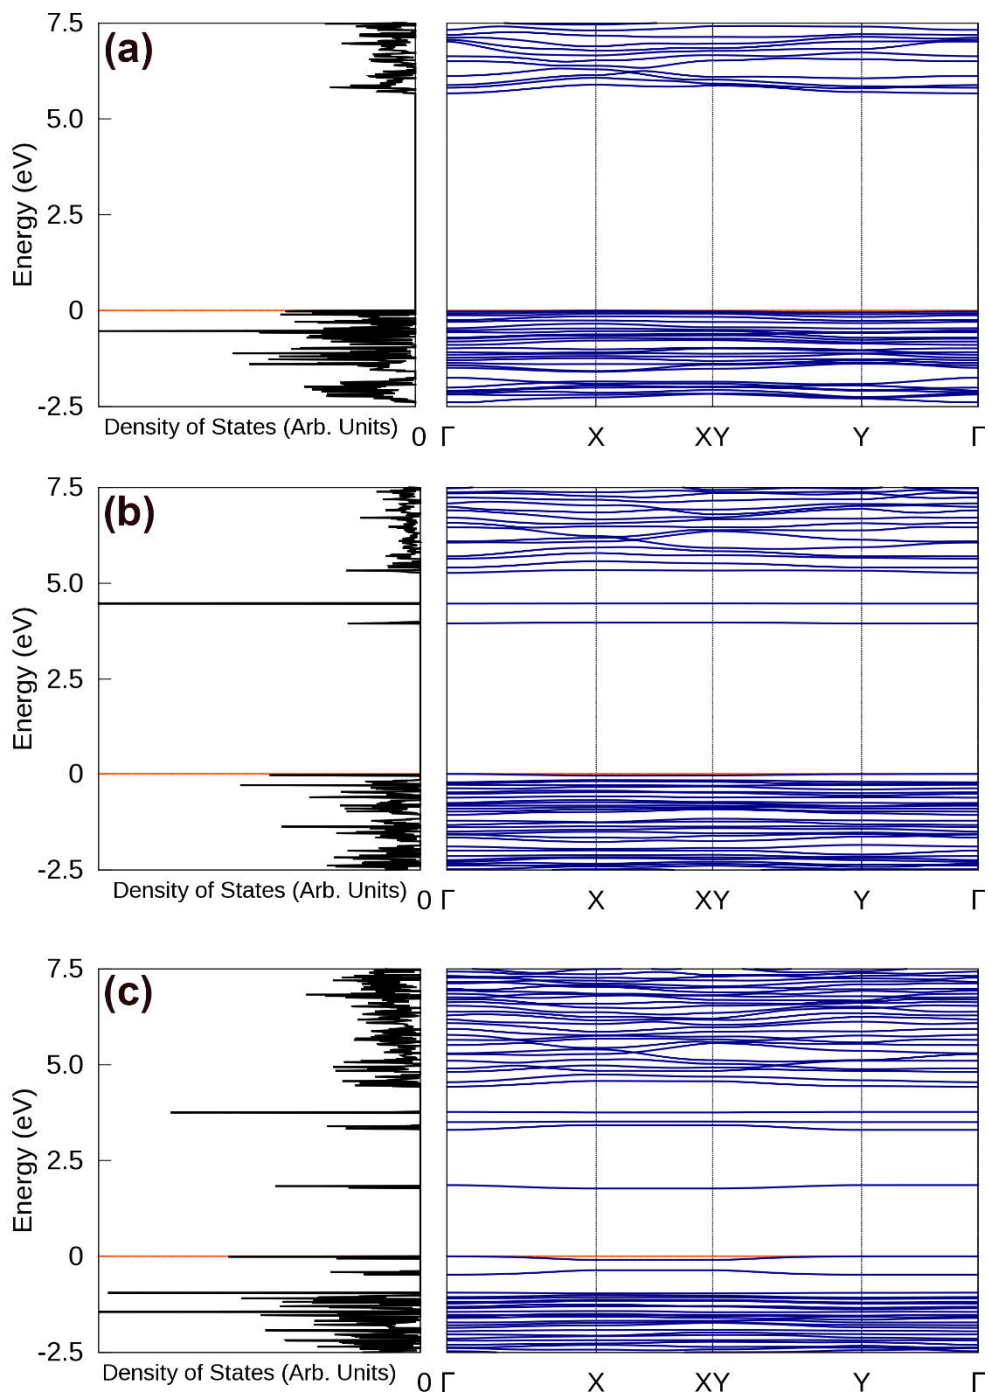 (a)
7.5
5.0
2.5
0
-2.5
Energy (eV)
Density of States (Arb. Units)
0 Γ X XY Y Γ
(b)
7.5
5.0
2.5
0
-2.5
Energy (eV)
Density of States (Arb. Units)
0 Γ X XY Y Γ
(c)
7.5
5.0
2.5
0
-2.5
Energy (eV)
Density of States (Arb. Units)
0 Γ X XY Y Γ